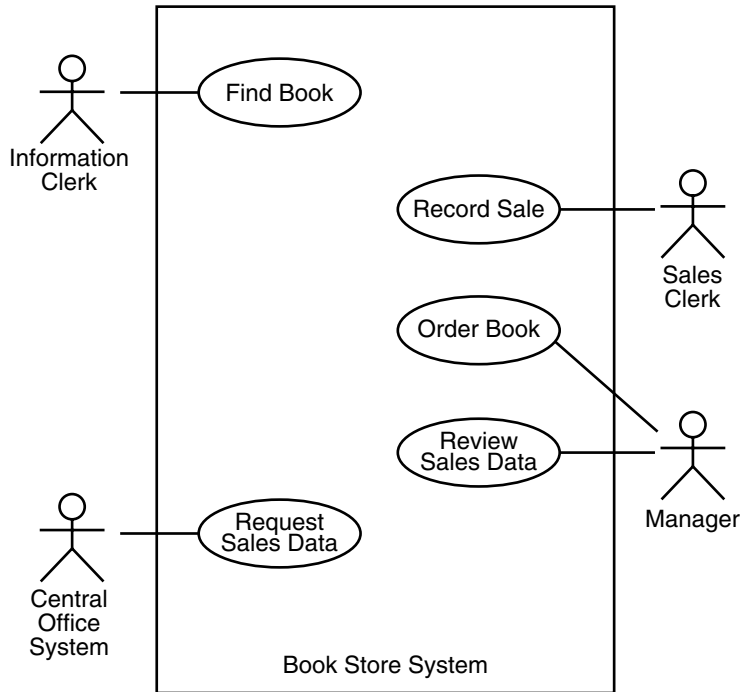 Find Book
Information
Clerk
Record Sale
Sales
Clerk
Order Book
Review
Sales Data
Manager
Request
Sales Data
Central
Office
System
Book Store System